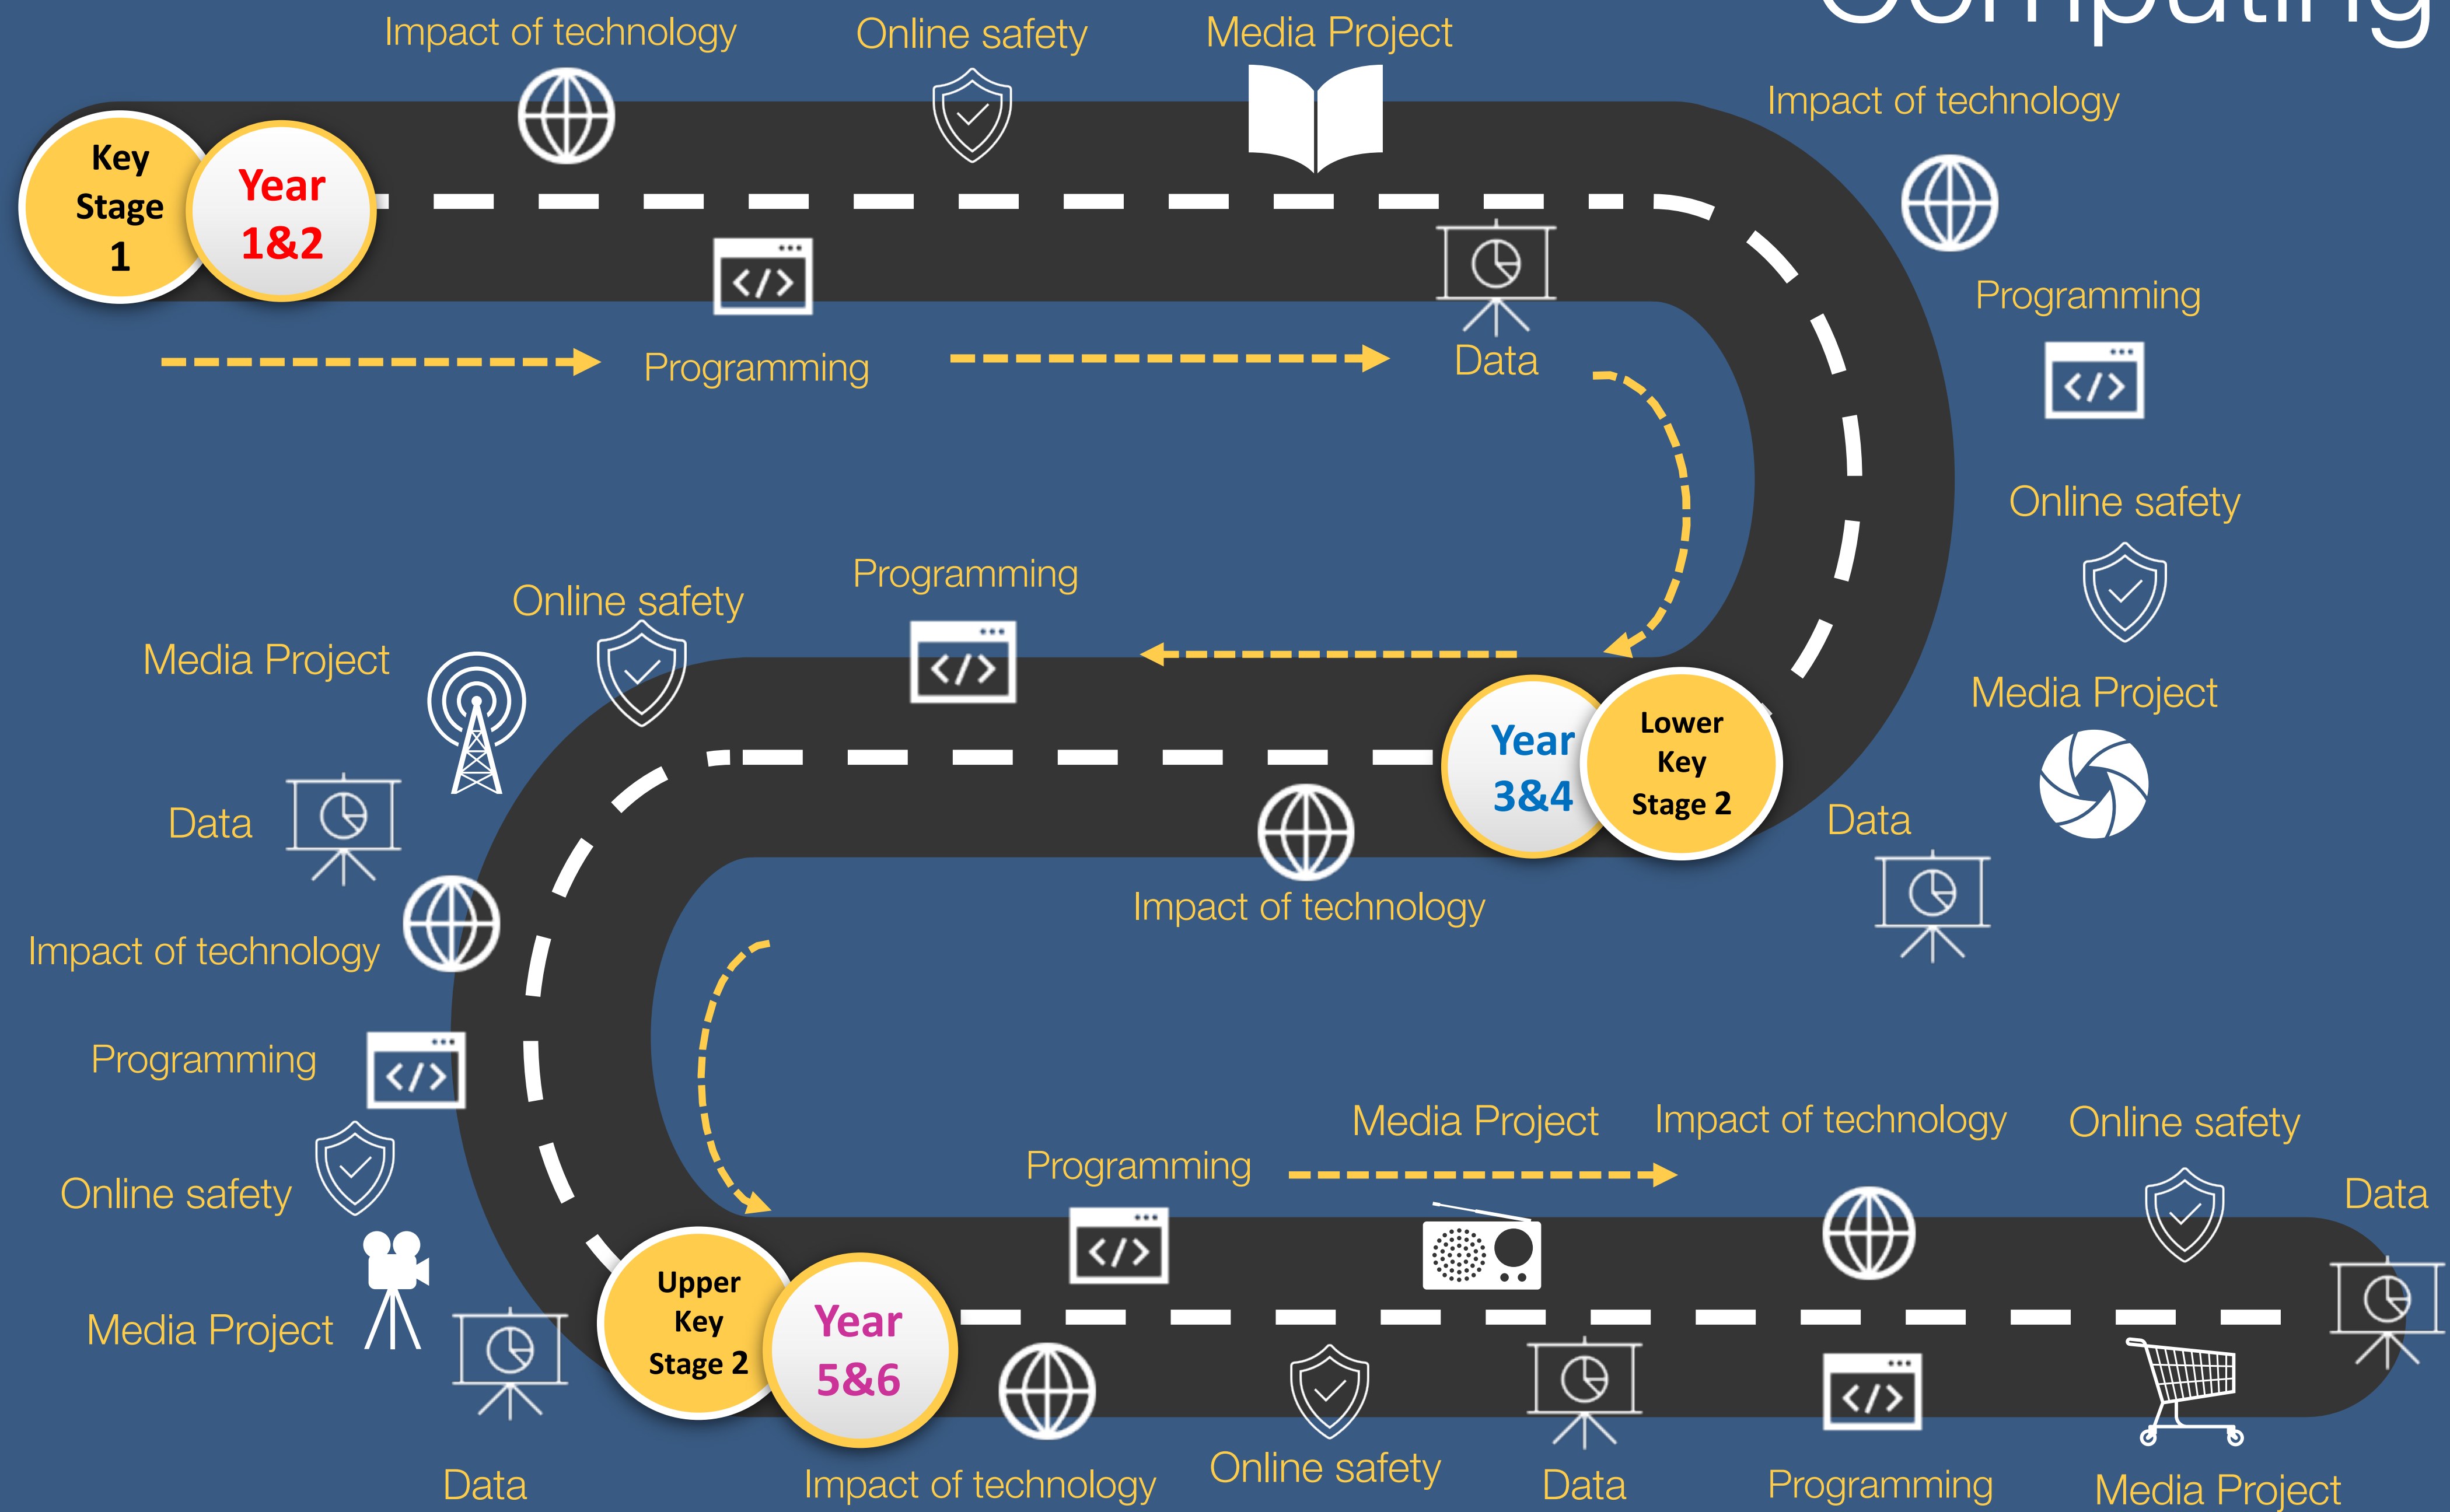 Computing
Impact of technology
Online safety
Media Project
Key
Stage
1
Year
1&2
Programming
Data
Impact of technology
Programming
Online safety
Media Project
Data
Lower
Key
Stage 2
Year
3&4
Impact of technology
Programming
Online safety
Media Project
Data
Impact of technology
Programming
Online safety
Media Project
Data
Upper
Key
Stage 2
Year
5&6
Impact of technology
Programming
Online safety
Media Project
Data
Impact of technology
Programming
Online safety
Media Project
Data